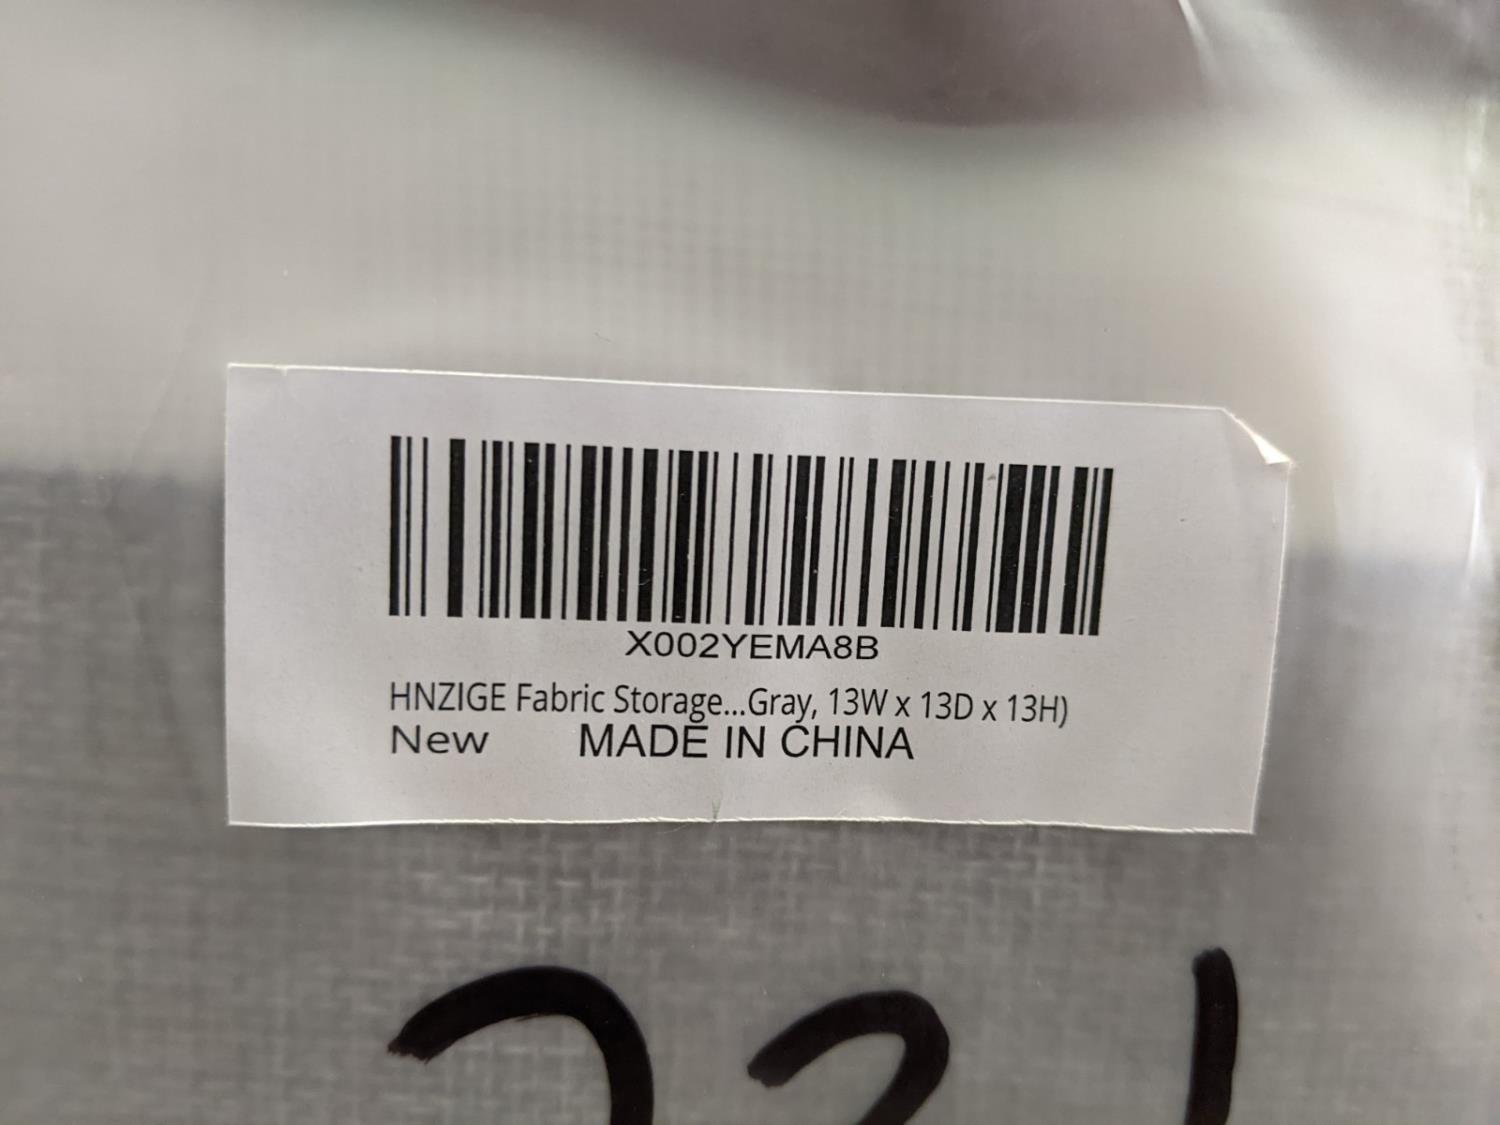 X002YEMA8B
HNZIGE Fabric Storage...Gray, 13W x 13D x 13H)
New MADE IN CHINA